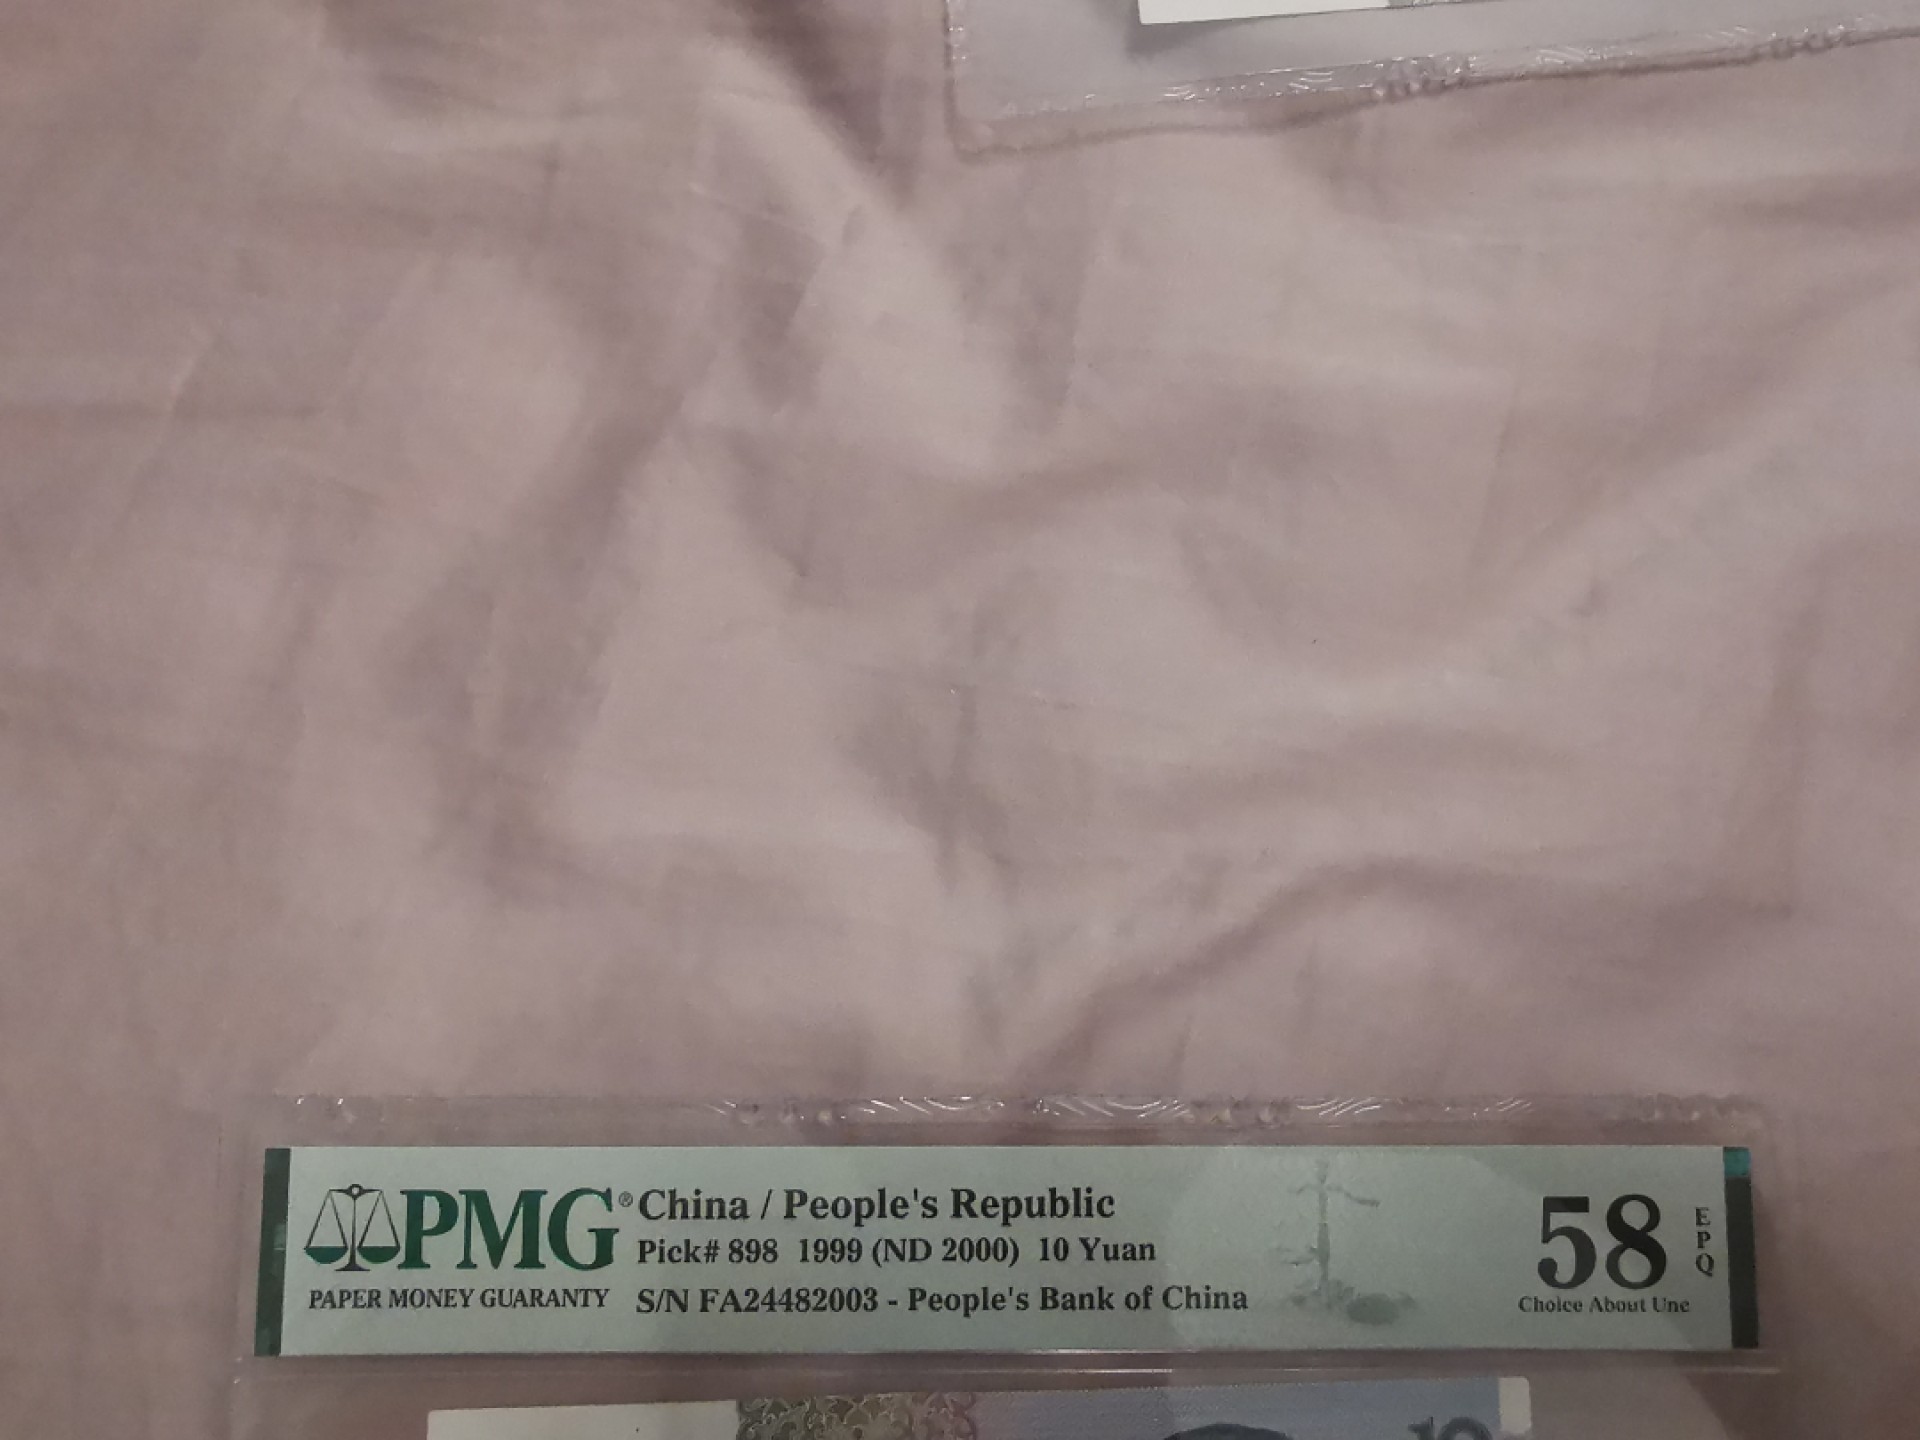 PMG®
PAPER MONEY GUARANTY
China / People's Republic
Pick# 898 1999 (ND 2000) 10 Yuan
S/N FA24482003 - People's Bank of China
58
EPQ
Choice About Unc